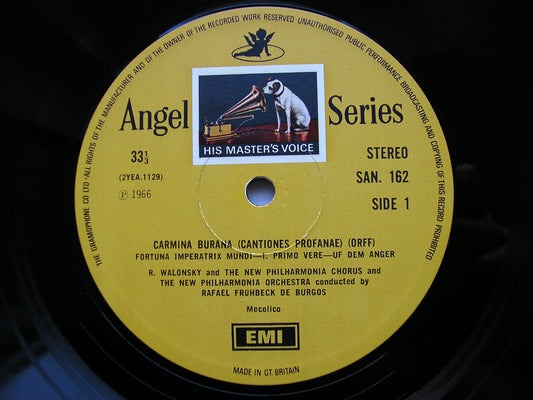 THE GRAMOPHONE CO LTD · ALL RIGHTS OF THE MANUFACTURER AND OF THE OWNER OF THE RECORDED WORK RESERVED UNAUTHORISED PUBLIC PERFORMANCE BROADCASTING AND COPYING OF THIS RECORD PROHIBITED
Angel Series
HIS MASTER'S VOICE
33⅓
(2YEA.1129)
℗ 1966
STEREO
SAN. 162
SIDE 1
CARMINA BURANA (CANTIONES PROFANAE) (ORFF)
FORTUNA IMPERATRIX MUNDI—I. PRIMO VERE—UF DEM ANGER
R. WALONSKY and THE NEW PHILHARMONIA CHORUS and
THE NEW PHILHARMONIA ORCHESTRA conducted by
RAFAEL FRUHBECK DE BURGOS
Mecolico
EMI
MADE IN GT. BRITAIN